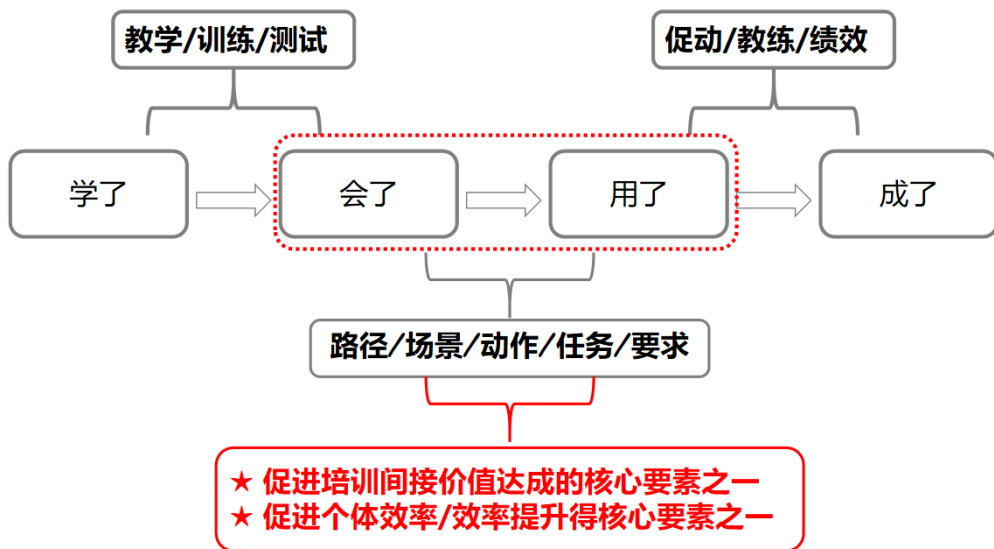 教学/训练/测试
促动/教练/绩效
学了
会了
用了
成了
路径/场景/动作/任务/要求
★ 促进培训间接价值达成的核心要素之一
★ 促进个体效率/效率提升得核心要素之一